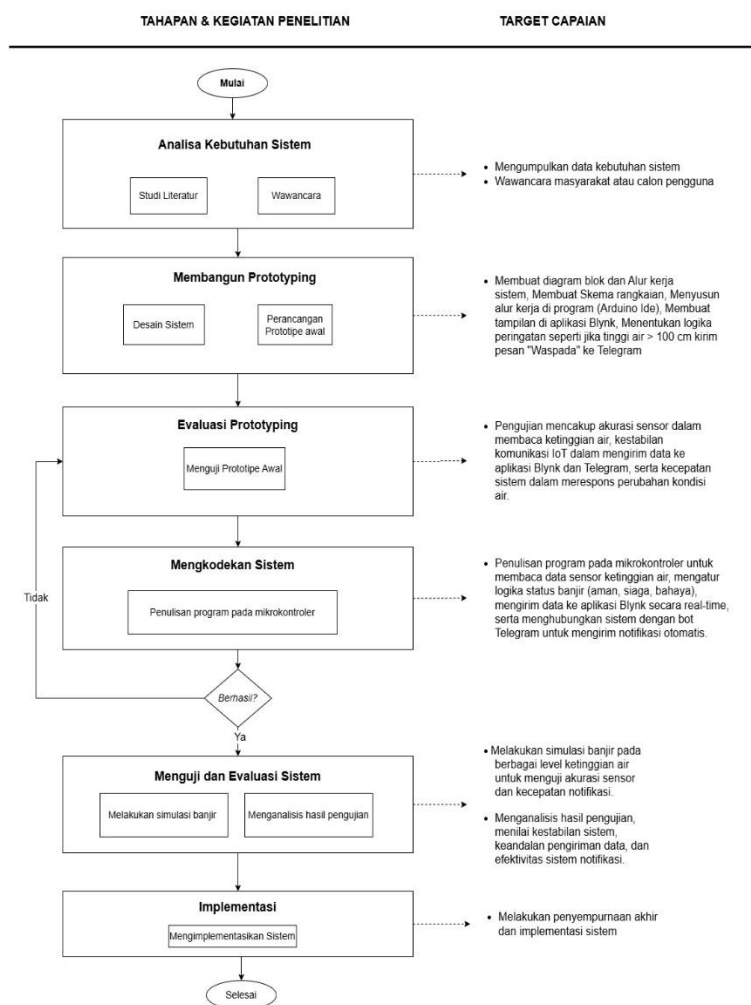 TAHAPAN & KEGIATAN PENELITIAN
TARGET CAPAIAN
Mulai
Analisa Kebutuhan Sistem
Studi Literatur
Wawancara
• Mengumpulkan data kebutuhan sistem
• Wawancara masyarakat atau calon pengguna
Membangun Prototyping
Desain Sistem
Perancangan
Prototipe awal
• Membuat diagram blok dan Alur kerja
sistem, Membuat Skema rangkaian, Menyusun
alur kerja di program (Arduino Ide), Membuat
tampilan di aplikasi Blynk, Menentukan logika
peringatan seperti jika tinggi air > 100 cm kirim
pesan "Waspada" ke Telegram
Evaluasi Prototyping
Menguji Prototipe Awal
• Pengujian mencakup akurasi sensor dalam
membaca ketinggian air, kestabilan
komunikasi IoT dalam mengirim data ke
aplikasi Blynk dan Telegram, serta kecepatan
sistem dalam merespons perubahan kondisi
air.
Mengkodekan Sistem
Penulisan program pada mikrokontroler
• Penulisan program pada mikrokontroler untuk
membaca data sensor ketinggian air, mengatur
logika status banjir (aman, siaga, bahaya),
mengirim data ke aplikasi Blynk secara real-time,
serta menghubungkan sistem dengan bot
Telegram untuk mengirim notifikasi otomatis.
Tidak
Berhasil?
Ya
Menguji dan Evaluasi Sistem
Melakukan simulasi banjir
Menganalisis hasil pengujian
• Melakukan simulasi banjir pada
berbagai level ketinggian air
untuk menguji akurasi sensor
dan kecepatan notifikasi.
• Menganalisis hasil pengujian,
menilai kestabilan sistem,
keandalan pengiriman data, dan
efektivitas sistem notifikasi.
Implementasi
Mengimplementasikan Sistem
• Melakukan penyempurnaan akhir
dan implementasi sistem
Selesai